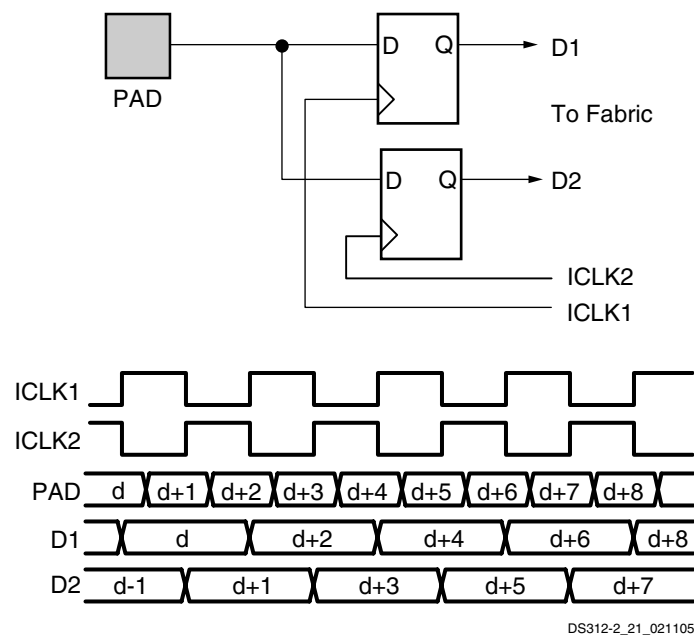 D Q D1
PAD
To Fabric
D Q D2
ICLK2
ICLK1
ICLK1
ICLK2
PAD d d+1 d+2 d+3 d+4 d+5 d+6 d+7 d+8
D1 d d+2 d+4 d+6 d+8
D2 d-1 d+1 d+3 d+5 d+7
DS312-2_21_021105